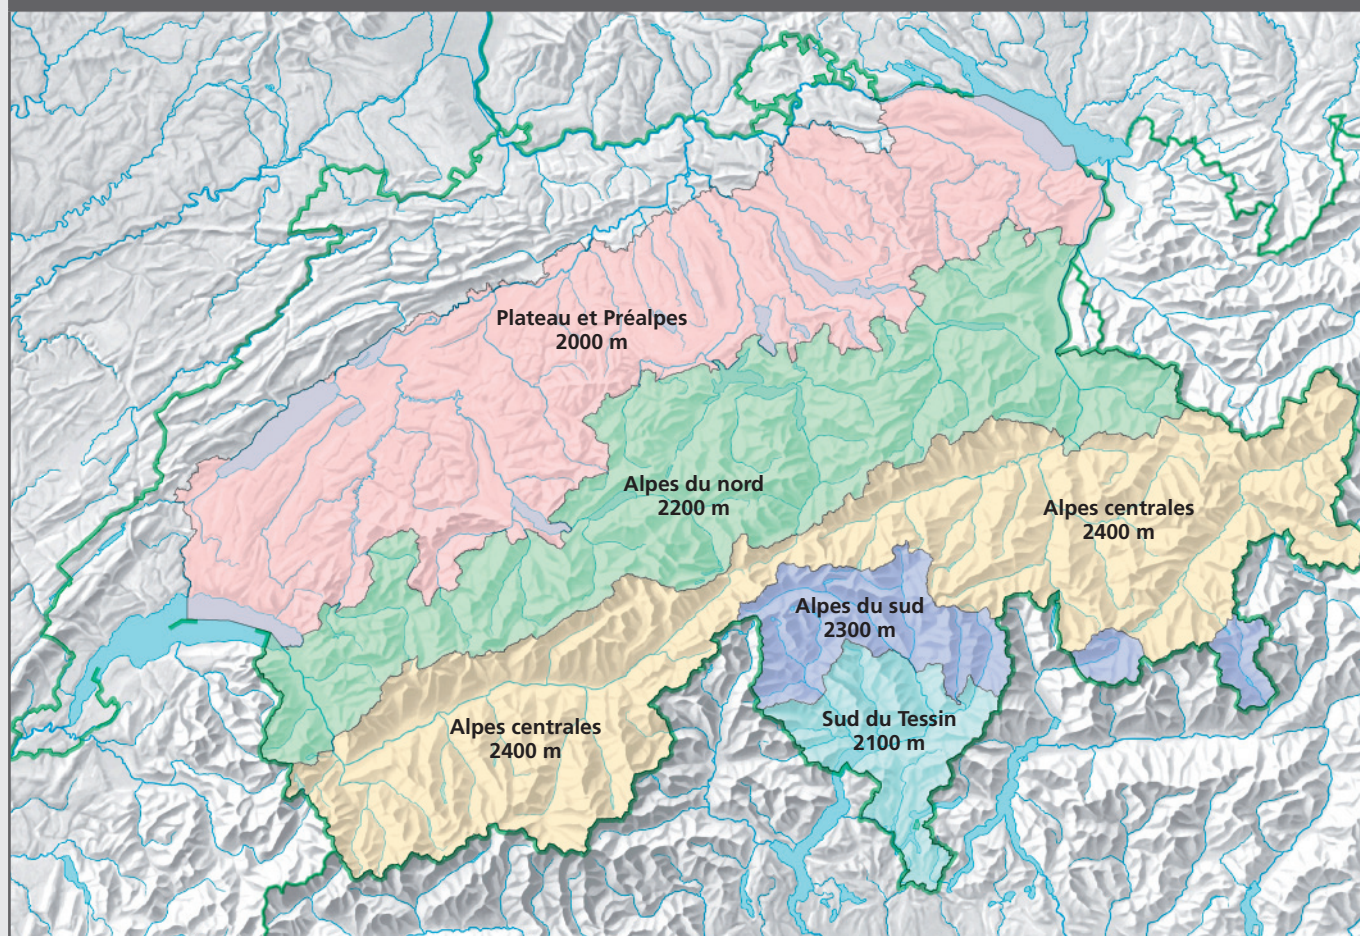 Plateau et Préalpes
2000 m
Alpes du nord
2200 m
Alpes centrales
2400 m
Alpes du sud
2300 m
Sud du Tessin
2100 m
Alpes centrales
2400 m